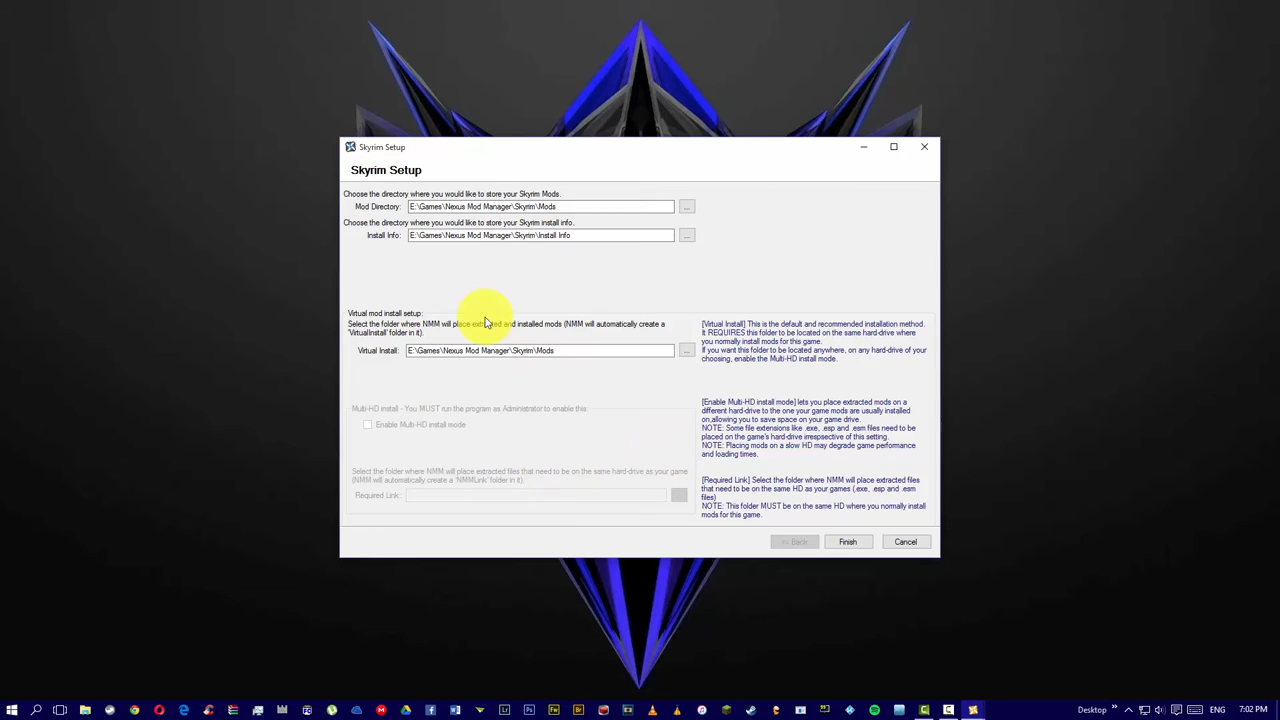 Skyrim Setup
Skyrim Setup
Choose the directory where you would like to store your Skyrim Mods.
Mod Directory: E:\Games\Nexus Mod Manager\Skyrim\Mods ...
Choose the directory where you would like to store your Skyrim install info.
Install Info: E:\Games\Nexus Mod Manager\Skyrim\Install Info ...
Virtual mod install setup:
Select the folder where NMM will place extracted and installed mods (NMM will automatically create a
'VirtualInstall' folder in it).
Virtual Install: E:\Games\Nexus Mod Manager\Skyrim\Mods ...
[Virtual Install] This is the default and recommended installation method.
It REQUIRES this folder to be located on the same hard-drive where
you normally install mods for this game.
If you want this folder to be located anywhere, on any hard-drive of your
choosing, enable the Multi-HD install mode.
Multi-HD install - You MUST run the program as Administrator to enable this
Enable Multi-HD install mode
[Enable Multi-HD install mode] lets you place extracted mods on a
different hard-drive to the one your game mods are usually installed
on,allowing you to save space on your game drive.
NOTE: Some file extensions like .exe, .esp and .esm files need to be
placed on the game's hard-drive irrespsective of this setting.
NOTE: Placing mods on a slow HD may degrade game performance
and loading times.
Select the folder where NMM will place extracted files that need to be on the same hard-drive as your game
(NMM will automatically create a 'NMMLink' folder in it)
Required Link:
[Required Link] Select the folder where NMM will place extracted files
that need to be on the same HD as your games (.exe, .esp and .esm
files)
NOTE: This folder MUST be on the same HD where you normally install
mods for this game.
<< Back Finish Cancel
Desktop ENG 7:02 PM